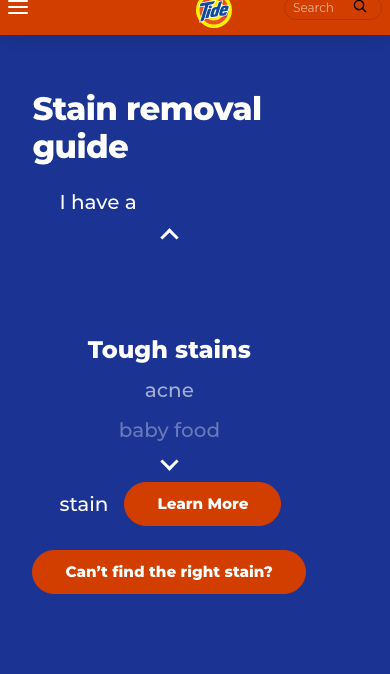 Tide
Search
Stain removal
guide
I have a
Tough stains
acne
baby food
stain
Learn More
Can’t find the right stain?